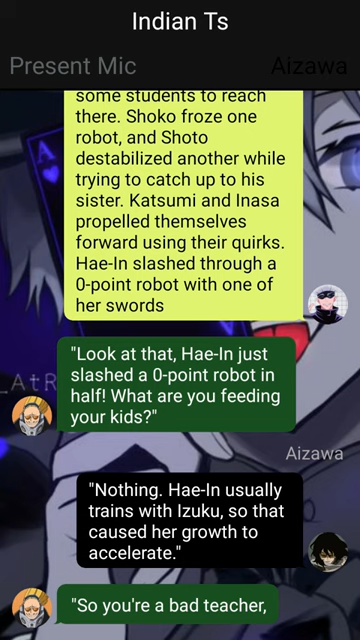 Indian Ts
Present Mic
Aizawa
some students to reach
there. Shoko froze one
robot, and Shoto
destabilized another while
trying to catch up to his
sister. Katsumi and Inasa
propelled themselves
forward using their quirks.
Hae-In slashed through a
0-point robot with one of
her swords
"Look at that, Hae-In just
slashed a 0-point robot in
half! What are you feeding
your kids?"
Aizawa
"Nothing. Hae-In usually
trains with Izuku, so that
caused her growth to
accelerate."
"So you're a bad teacher,